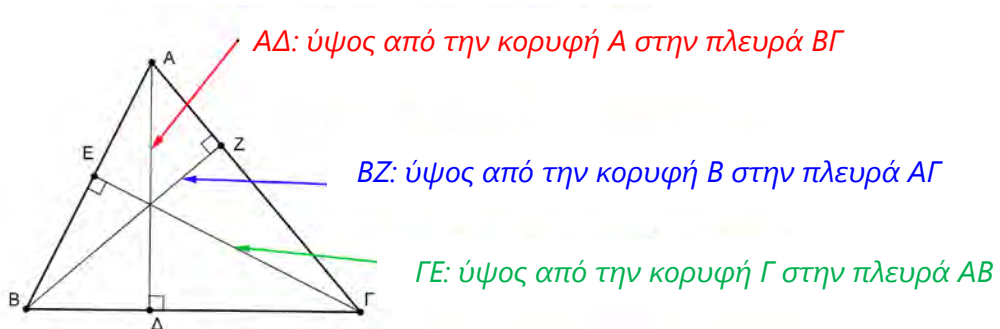 ΑΔ: ύψος από την κορυφή Α στην πλευρά ΒΓ
Α
Ε
Ζ
ΒΖ: ύψος από την κορυφή Β στην πλευρά ΑΓ
ΓΕ: ύψος από την κορυφή Γ στην πλευρά ΑΒ
Β
Γ
Δ